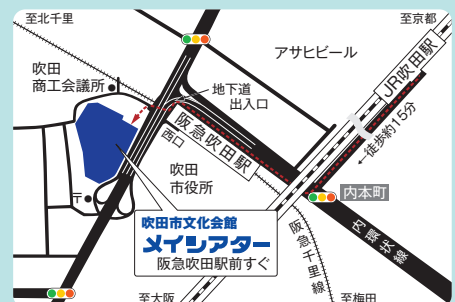 至北千里
至京都
アサヒビール
吹田
商工会議所
地下道
出入口
JR吹田駅
←徒歩約15分
阪急吹田駅
西口
吹田
市役所
〒
内本町
吹田市文化会館
メイシアター
阪急吹田駅前すぐ
阪急千里線
内環状線
至大阪
至梅田